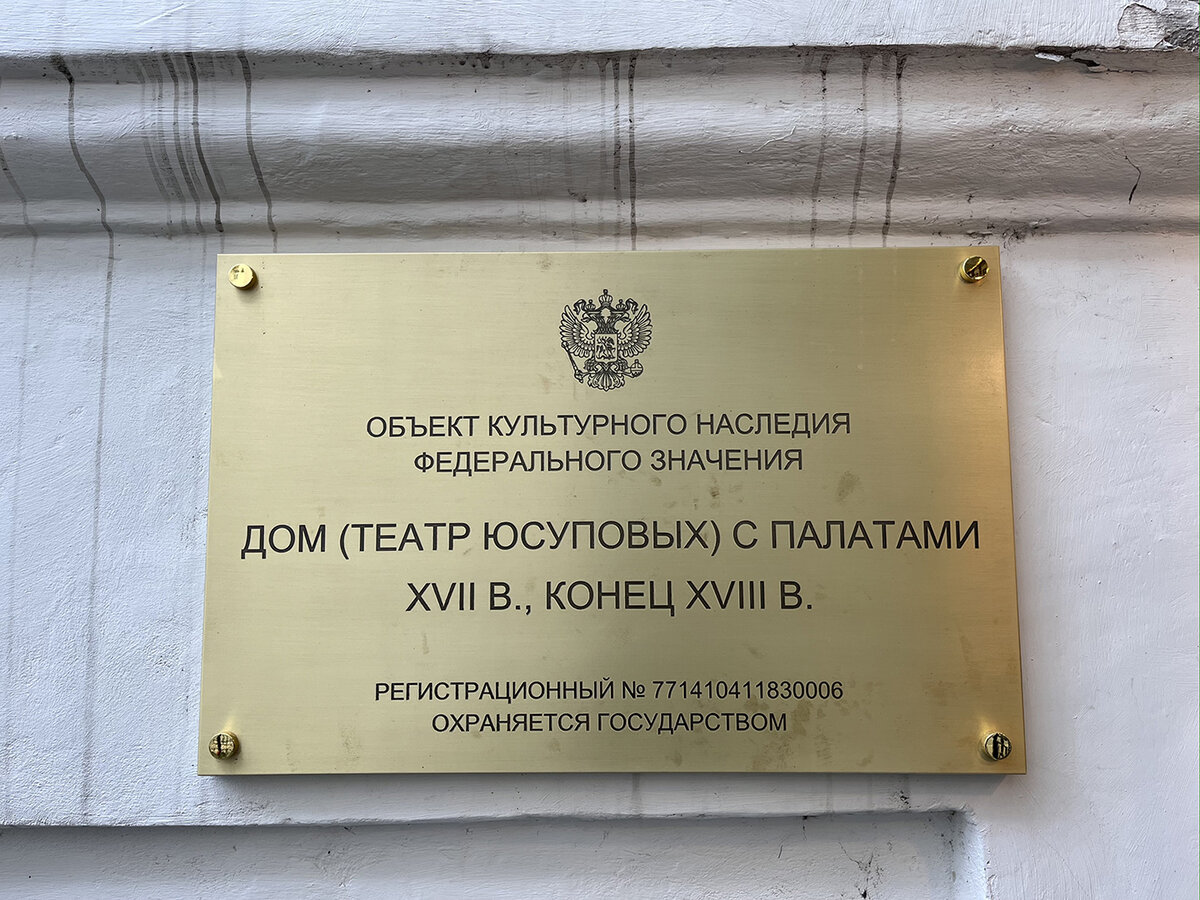 ОБЪЕКТ КУЛЬТУРНОГО НАСЛЕДИЯ
ФЕДЕРАЛЬНОГО ЗНАЧЕНИЯ
ДОМ (ТЕАТР ЮСУПОВЫХ) С ПАЛАТАМИ
XVII В., КОНЕЦ XVIII В.
РЕГИСТРАЦИОННЫЙ № 771410411830006
ОХРАНЯЕТСЯ ГОСУДАРСТВОМ